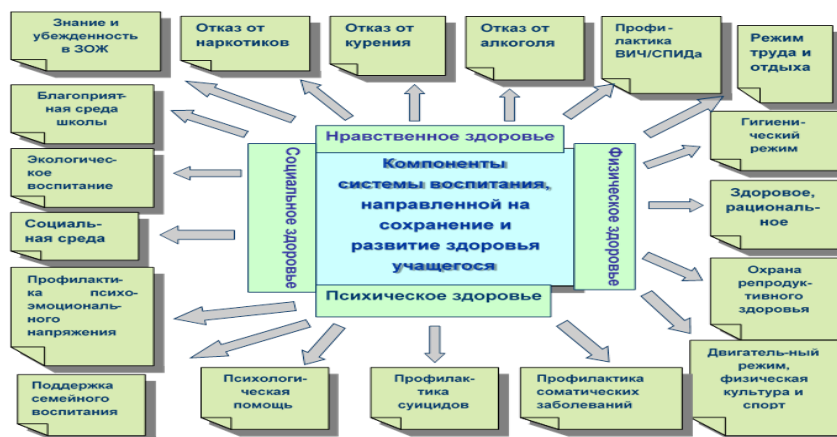 Знание и
убежденность
в ЗОЖ
Отказ от
наркотиков
Отказ от
курения
Отказ от
алкоголя
Профи-
лактика
ВИЧ/СПИДа
Режим
труда и
отдыха
Благоприят-
ная среда
школы
Экологичес-
кое
воспитание
Социаль-
ная среда
Профилакти-
ка психо-
эмоциональ-
ного
напряжения
Поддержка
семейного
воспитания
Нравственное здоровье
Социальное здоровье
Компоненты
системы воспитания,
направленной на
сохранение и
развитие здоровья
учащегося
Физическое здоровье
Психическое здоровье
Гигиени-
ческий
режим
Здоровое,
рациональ-
ное
Охрана
репродук-
тивного
здоровья
Двигатель-ный
режим,
физическая
культура и
спорт
Психологи-
ческая
помощь
Профилак-
тика
суицидов
Профилактика
соматических
заболеваний